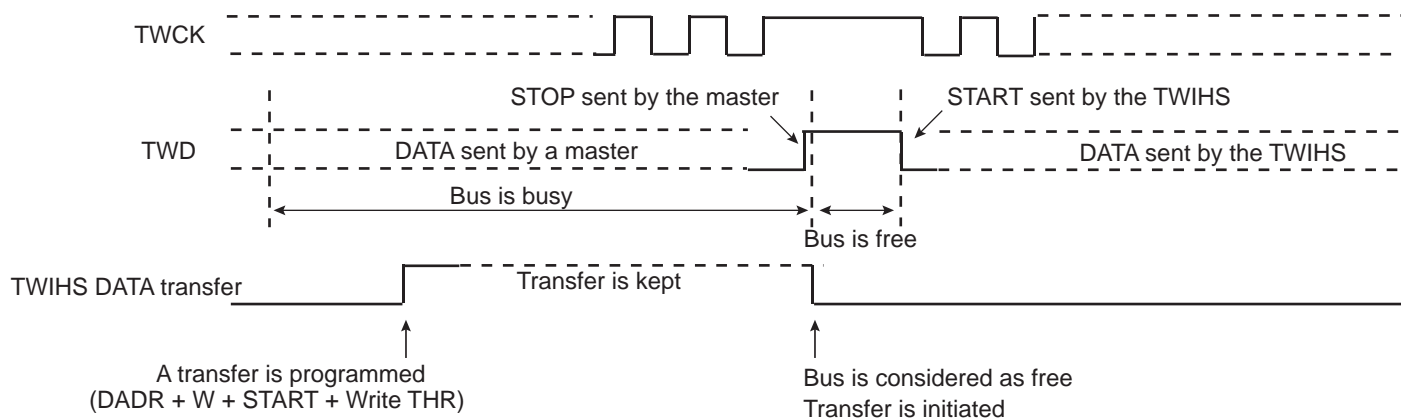 TWCK
STOP sent by the master
START sent by the TWIHS
TWD
DATA sent by a master
DATA sent by the TWIHS
Bus is busy
Bus is free
TWIHS DATA transfer
Transfer is kept
A transfer is programmed
(DADR + W + START + Write THR)
Bus is considered as free
Transfer is initiated